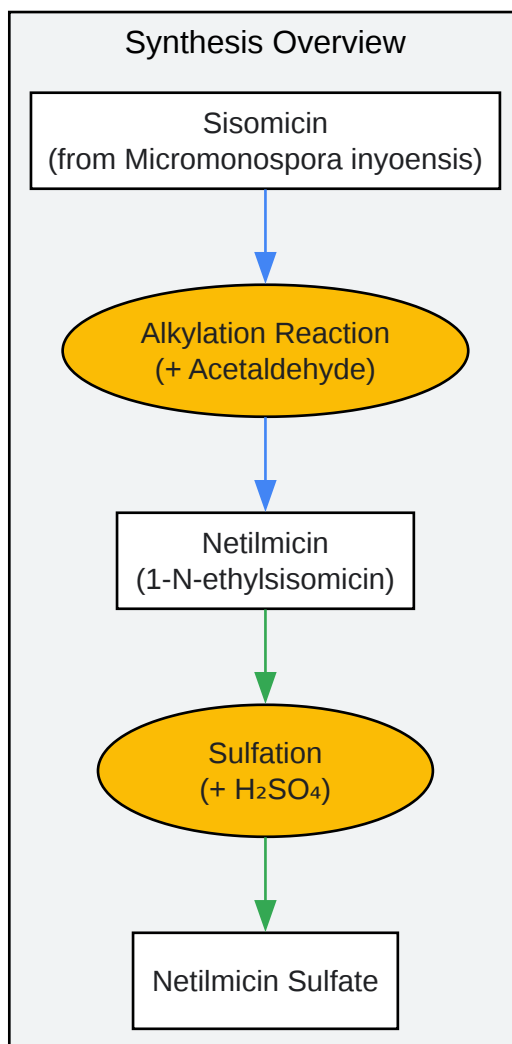 Synthesis Overview
Sisomicin
(from Micromonospora inyoensis)
Alkylation Reaction
(+ Acetaldehyde)
Netilmicin
(1-N-ethylsisomicin)
Sulfation
(+ H₂SO₄)
Netilmicin Sulfate